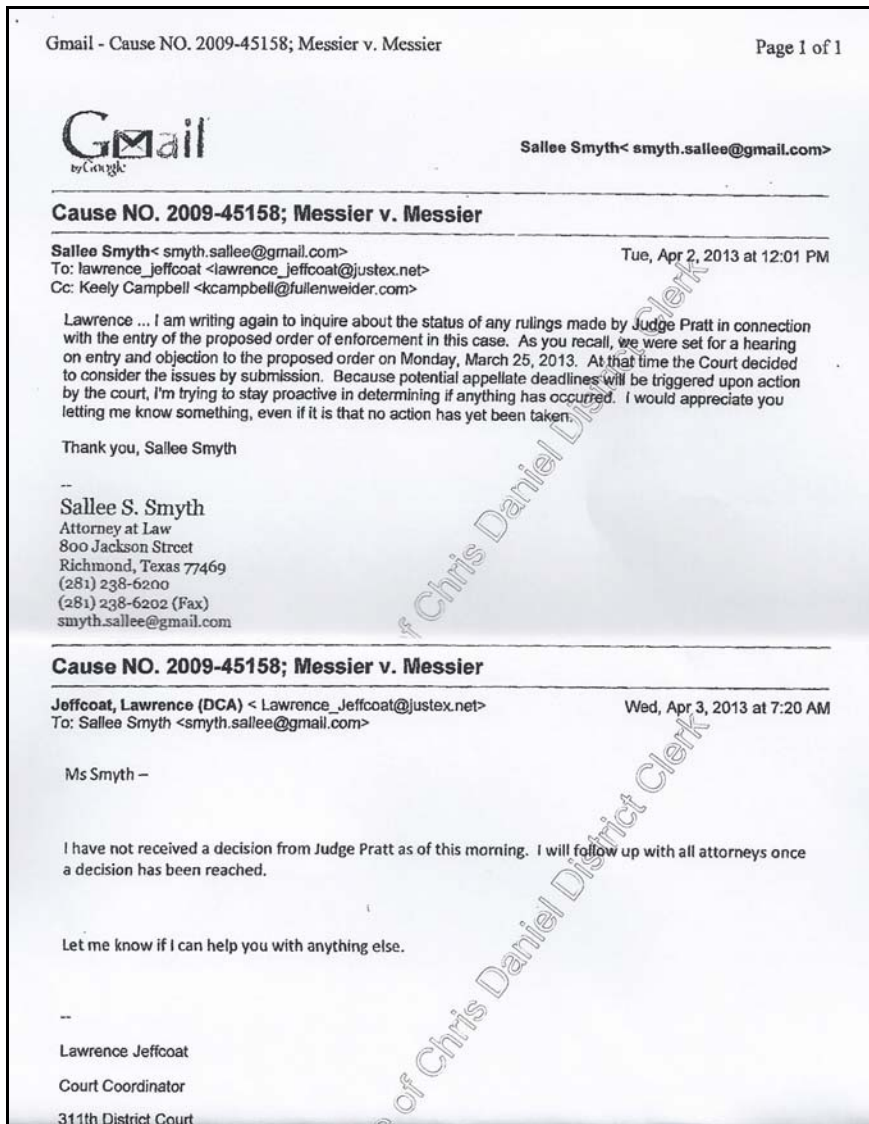 Gmail - Cause NO. 2009-45158; Messier v. Messier
Page 1 of 1
Gmail
by Google
Sallee Smyth< smyth.sallee@gmail.com>
Cause NO. 2009-45158; Messier v. Messier
Sallee Smyth< smyth.sallee@gmail.com>
Tue, Apr 2, 2013 at 12:01 PM
To: lawrence_jeffcoat <lawrence_jeffcoat@justex.net>
Cc: Keely Campbell <kcampbell@fullenweider.com>
Lawrence ... I am writing again to inquire about the status of any rulings made by Judge Pratt in connection
with the entry of the proposed order of enforcement in this case. As you recall, we were set for a hearing
on entry and objection to the proposed order on Monday, March 25, 2013. At that time the Court decided
to consider the issues by submission. Because potential appellate deadlines will be triggered upon action
by the court, I'm trying to stay proactive in determining if anything has occurred. I would appreciate you
letting me know something, even if it is that no action has yet been taken.
Thank you, Sallee Smyth
--
Sallee S. Smyth
Attorney at Law
800 Jackson Street
Richmond, Texas 77469
(281) 238-6200
(281) 238-6202 (Fax)
smyth.sallee@gmail.com
f Chris Daniel District Clerk
Cause NO. 2009-45158; Messier v. Messier
Jeffcoat, Lawrence (DCA) < Lawrence_Jeffcoat@justex.net>
Wed, Apr 3, 2013 at 7:20 AM
To: Sallee Smyth <smyth.sallee@gmail.com>
Ms Smyth –
I have not received a decision from Judge Pratt as of this morning. I will follow up with all attorneys once
a decision has been reached.
Let me know if I can help you with anything else.
--
Lawrence Jeffcoat
Court Coordinator
311th District Court
of Chris Daniel District Clerk